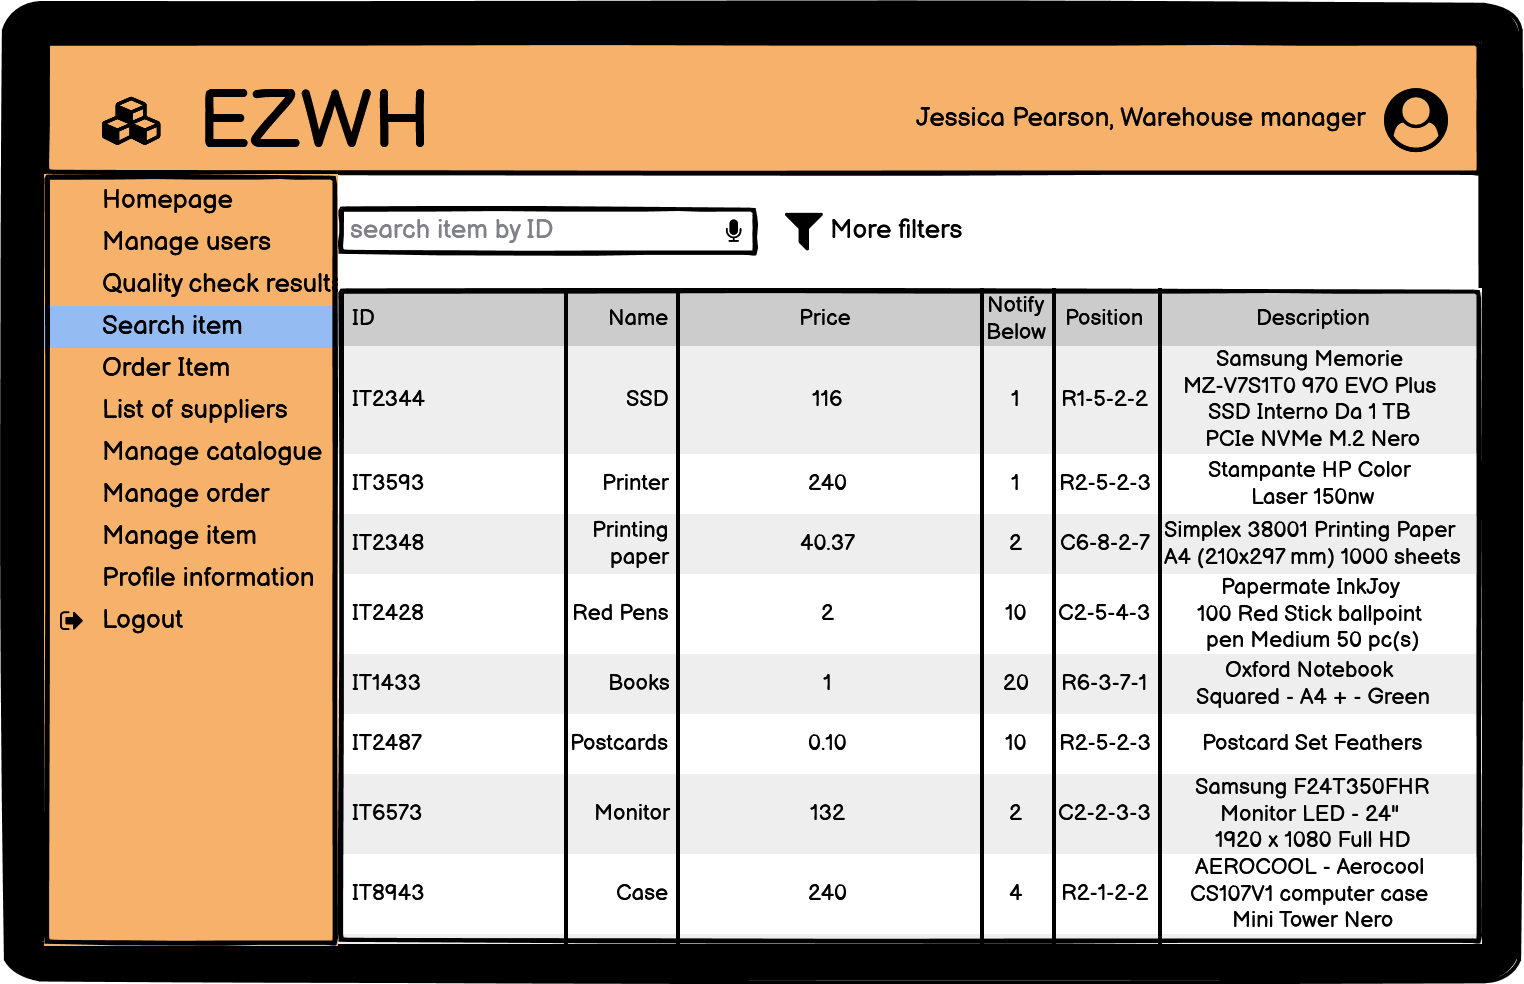 EZWH
Jessica Pearson, Warehouse manager
Homepage
Manage users
Quality check results
Search item
Order Item
List of suppliers
Manage catalogue
Manage order
Manage item
Profile information
Logout
search item by ID
More filters
ID Name Price Notify Below Position Description
IT2344 SSD 116 1 R1-5-2-2
Samsung Memorie
MZ-V7S1T0 970 EVO Plus
SSD Interno Da 1 TB
PCIe NVMe M.2 Nero
IT3593 Printer 240 1 R2-5-2-3
Stampante HP Color
Laser 150nw
IT2348 Printing paper 40.37 2 C6-8-2-7
Simplex 38001 Printing Paper
A4 (210x297 mm) 1000 sheets
IT2428 Red Pens 2 10 C2-5-4-3
Papermate InkJoy
100 Red Stick ballpoint
pen Medium 50 pc(s)
IT1433 Books 1 20 R6-3-7-1
Oxford Notebook
Squared - A4 + - Green
IT2487 Postcards 0.10 10 R2-5-2-3 Postcard Set Feathers
IT6573 Monitor 132 2 C2-2-3-3
Samsung F24T350FHR
Monitor LED - 24"
1920 x 1080 Full HD
IT8943 Case 240 4 R2-1-2-2
AEROCOOL - Aerocool
CS107V1 computer case
Mini Tower Nero